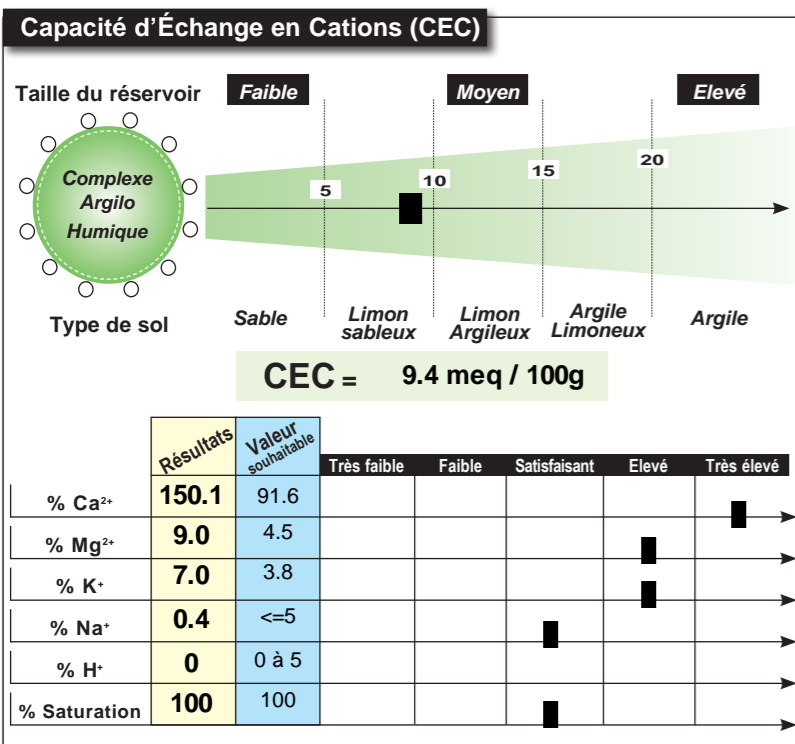 Capacité d'Échange en Cations (CEC)
Taille du réservoir
Faible
Moyen
Elevé
Complexe
Argilo
Humique
5
10
15
20
Type de sol
Sable
Limon
sableux
Limon
Argileux
Argile
Limoneux
Argile
CEC = 9.4 meq / 100g
Résultats
Valeur
souhaitable
Très faible Faible Satisfaisant Elevé Très élevé
% Ca²⁺ 150.1 91.6
% Mg²⁺ 9.0 4.5
% K⁺ 7.0 3.8
% Na⁺ 0.4 <=5
% H⁺ 0 0 à 5
% Saturation 100 100